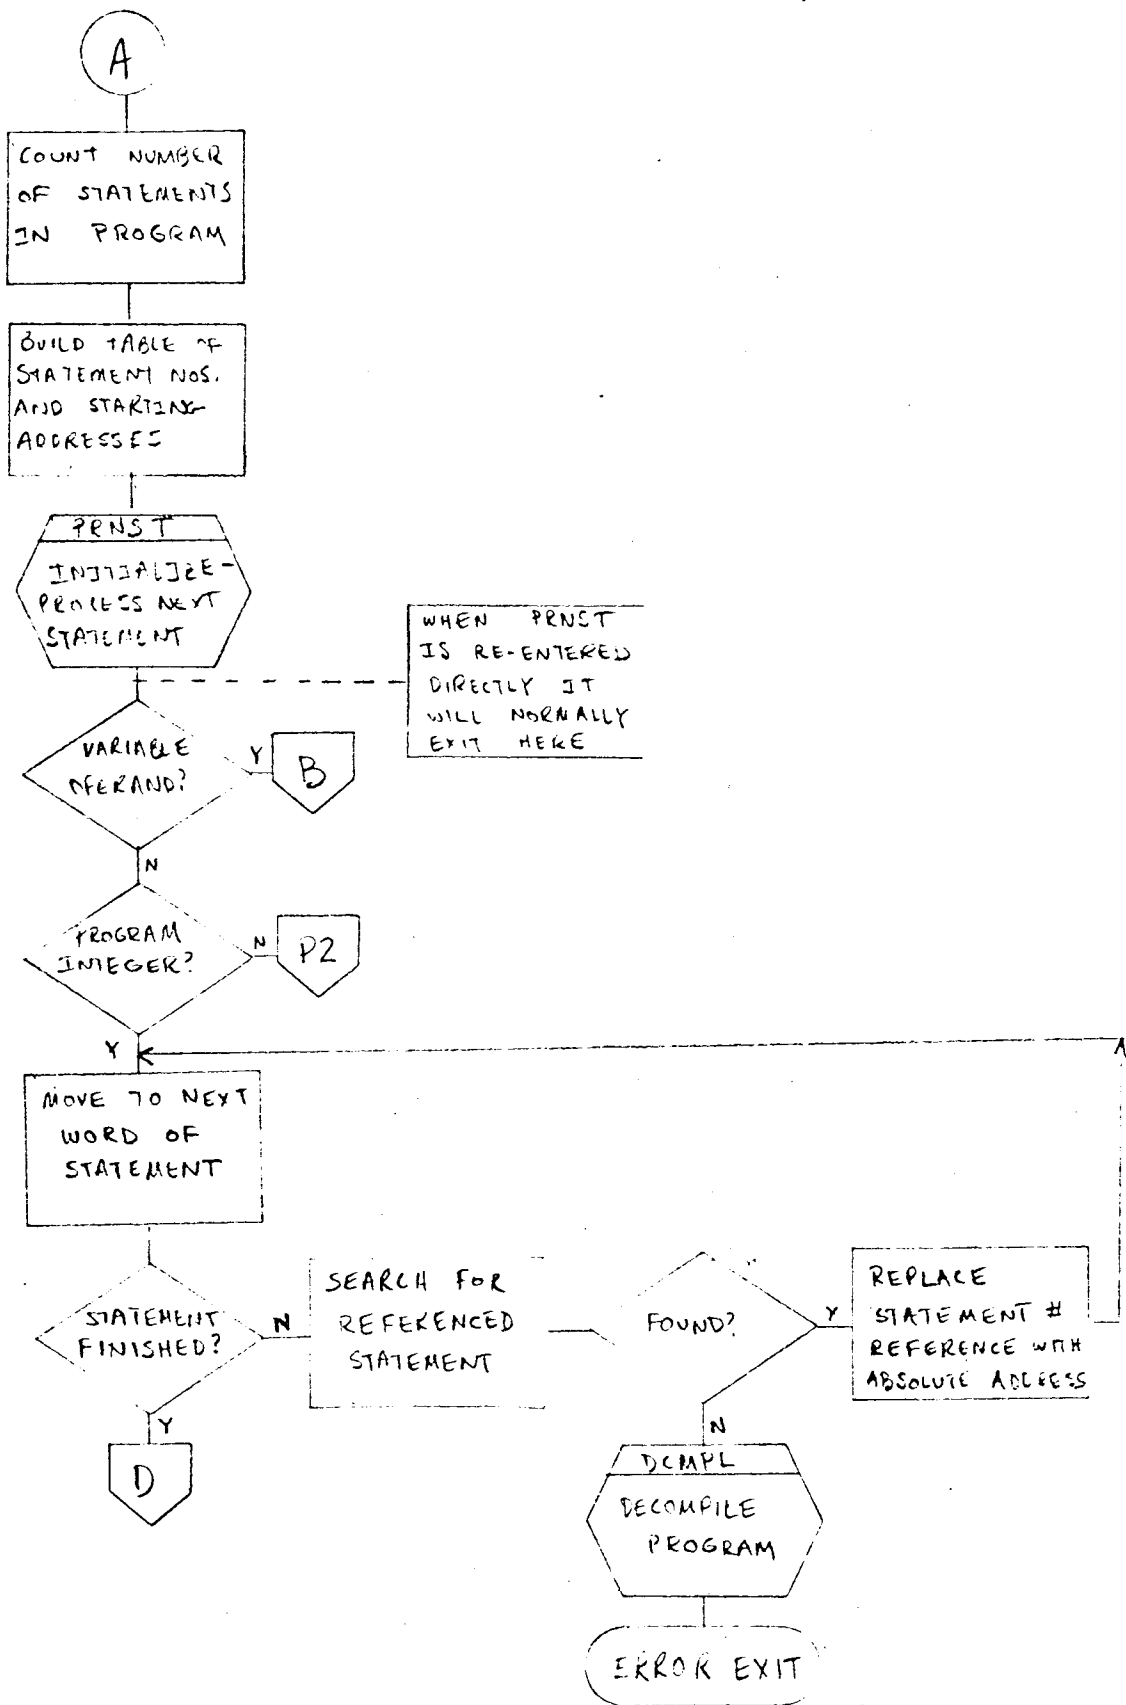 A
COUNT NUMBER
OF STATEMENTS
IN PROGRAM
BUILD TABLE OF
STATEMENT NOS.
AND STARTING
ADDRESSES
PRNST
INITIALIZE-
PROCESS NEXT
STATEMENT
WHEN PRNST
IS RE-ENTERED
DIRECTLY IT
WILL NORMALLY
EXIT HERE
VARIABLE
OPERAND?
Y
B
N
PROGRAM
INTEGER?
N
P2
Y
MOVE TO NEXT
WORD OF
STATEMENT
STATEMENT
FINISHED?
N
SEARCH FOR
REFERENCED
STATEMENT
FOUND?
Y
REPLACE
STATEMENT #
REFERENCE WITH
ABSOLUTE ADDRESS
Y
D
N
DCMPL
DECOMPILE
PROGRAM
ERROR EXIT